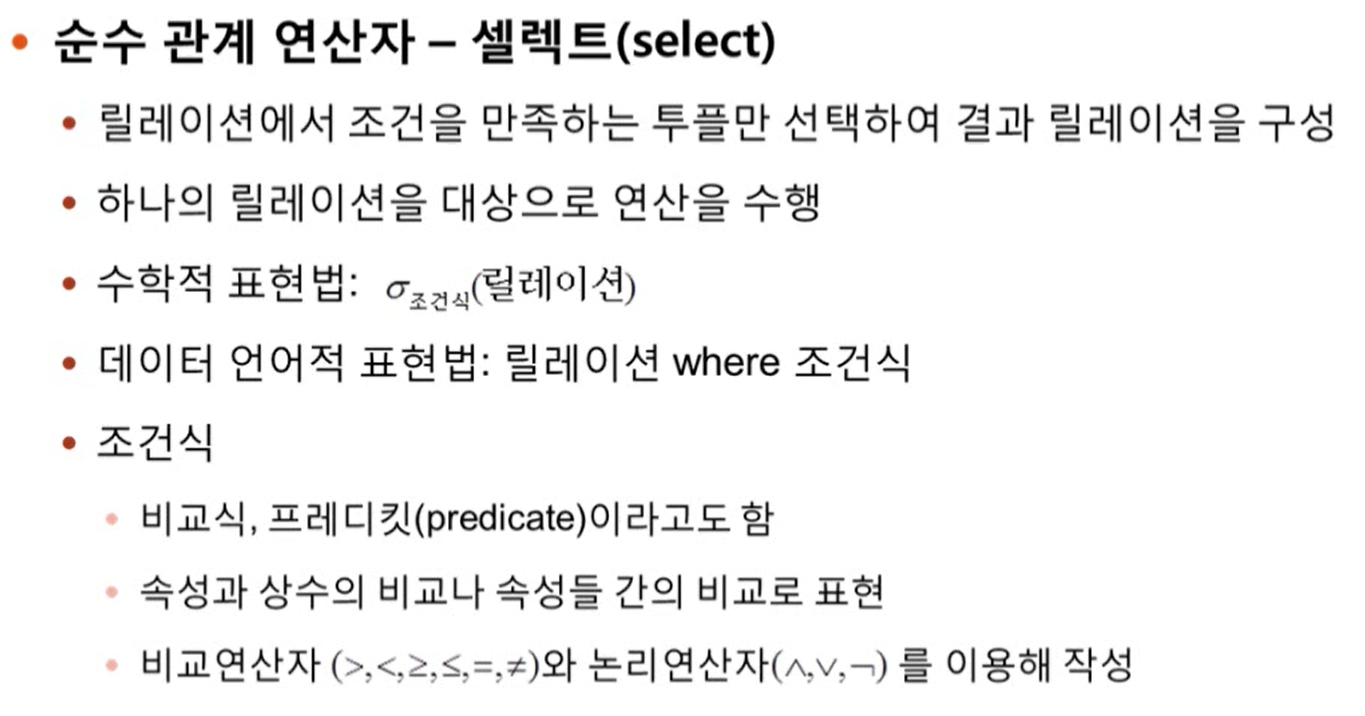 • 순수 관계 연산자 – 셀렉트(select)
• 릴레이션에서 조건을 만족하는 투플만 선택하여 결과 릴레이션을 구성
• 하나의 릴레이션을 대상으로 연산을 수행
• 수학적 표현법: σ조건식(릴레이션)
• 데이터 언어적 표현법: 릴레이션 where 조건식
• 조건식
• 비교식, 프레디킷(predicate)이라고도 함
• 속성과 상수의 비교나 속성들 간의 비교로 표현
• 비교연산자 (>,<,≥,≤,=,≠)와 논리연산자(∧,∨,¬) 를 이용해 작성